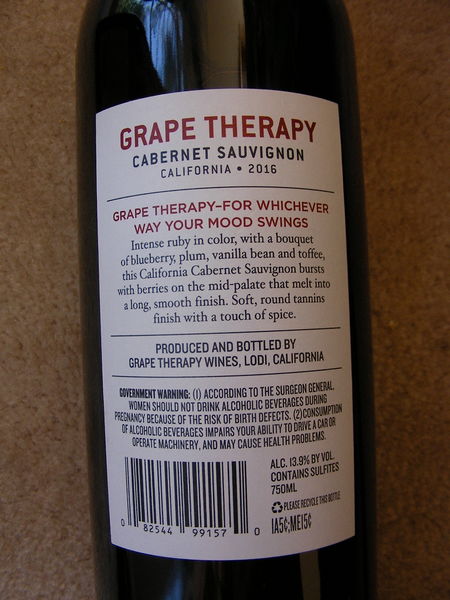 GRAPE THERAPY
CABERNET SAUVIGNON
CALIFORNIA • 2016
GRAPE THERAPY–FOR WHICHEVER
WAY YOUR MOOD SWINGS
Intense ruby in color, with a bouquet
of blueberry, plum, vanilla bean and toffee,
this California Cabernet Sauvignon bursts
with berries on the mid-palate that melt into
a long, smooth finish. Soft, round tannins
finish with a touch of spice.
PRODUCED AND BOTTLED BY
GRAPE THERAPY WINES, LODI, CALIFORNIA
GOVERNMENT WARNING: (1) ACCORDING TO THE SURGEON GENERAL,
WOMEN SHOULD NOT DRINK ALCOHOLIC BEVERAGES DURING
PREGNANCY BECAUSE OF THE RISK OF BIRTH DEFECTS. (2) CONSUMPTION
OF ALCOHOLIC BEVERAGES IMPAIRS YOUR ABILITY TO DRIVE A CAR OR
OPERATE MACHINERY, AND MAY CAUSE HEALTH PROBLEMS.
ALC. 13.9% BY VOL.
CONTAINS SULFITES
750ML
PLEASE RECYCLE THIS BOTTLE
IA5¢;ME15¢
0 82544 99157 0